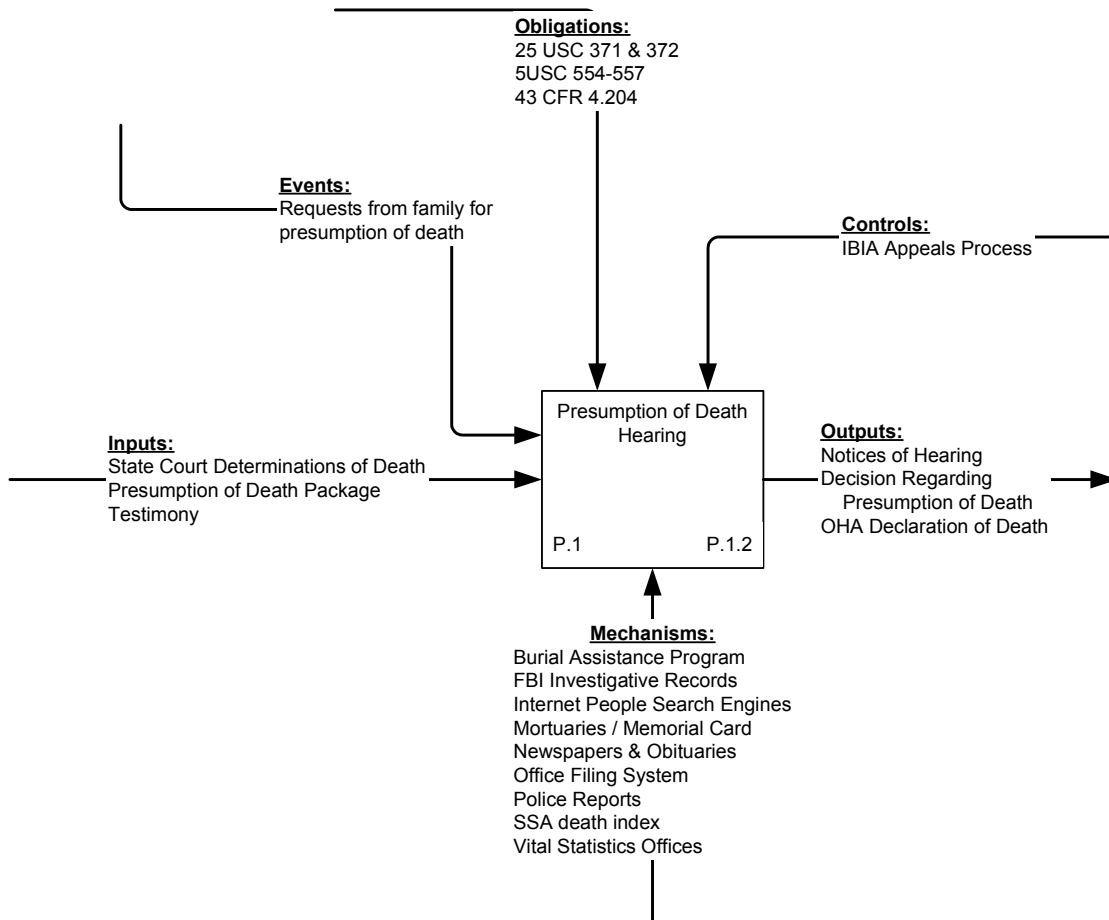 Obligations:
25 USC 371 & 372
5USC 554-557
43 CFR 4.204
Events:
Requests from family for
presumption of death
Controls:
IBIA Appeals Process
Inputs:
State Court Determinations of Death
Presumption of Death Package
Testimony
Presumption of Death
Hearing
P.1
P.1.2
Outputs:
Notices of Hearing
Decision Regarding
Presumption of Death
OHA Declaration of Death
Mechanisms:
Burial Assistance Program
FBI Investigative Records
Internet People Search Engines
Mortuaries / Memorial Card
Newspapers & Obituaries
Office Filing System
Police Reports
SSA death index
Vital Statistics Offices